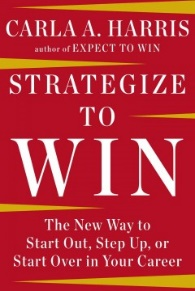 CARLA A. HARRIS
author of EXPECT TO WIN
STRATEGIZE
TO
WIN
The New Way to
Start Out, Step Up, or
Start Over in Your Career